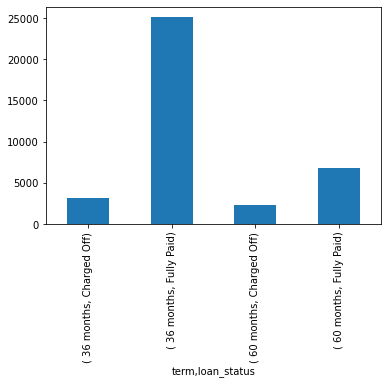 25000
20000
15000
10000
5000
0
( 36 months, Charged Off)
( 36 months, Fully Paid)
( 60 months, Charged Off)
( 60 months, Fully Paid)
term,loan_status